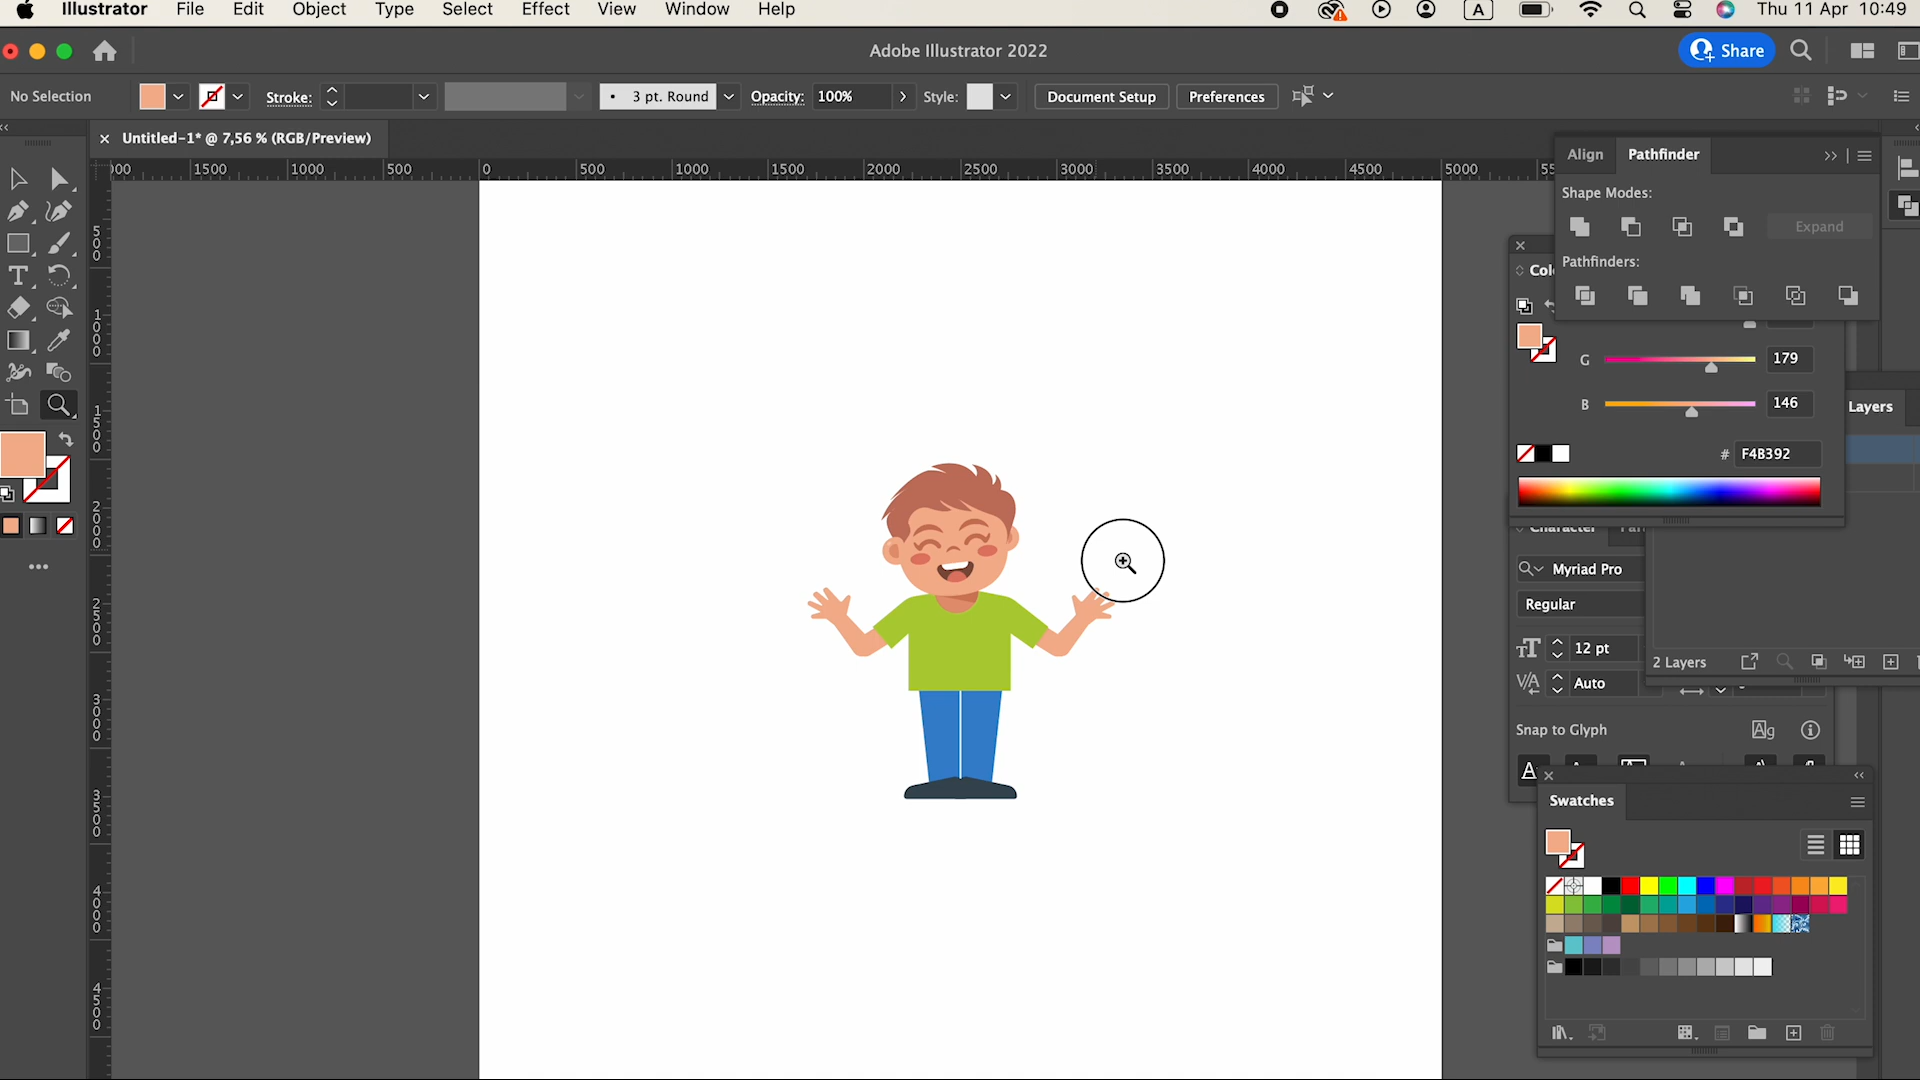 Illustrator File Edit Object Type Select Effect View Window Help A Thu 11 Apr 10:49
Adobe Illustrator 2022 Share
No Selection Stroke: 3 pt. Round Opacity: 100% Style: Document Setup Preferences
Untitled-1* @ 7,56 % (RGB/Preview)
1500 1000 500 0 500 1000 1500 2000 2500 3000 3500 4000 4500 5000
500
1000
1500
2000
2500
3000
3500
4000
4500
Align Pathfinder
Shape Modes:
Expand
Pathfinders:
G 179
B 146
# F4B392
Layers
Character
Myriad Pro
Regular
12 pt
Auto
2 Layers
Snap to Glyph
Swatches